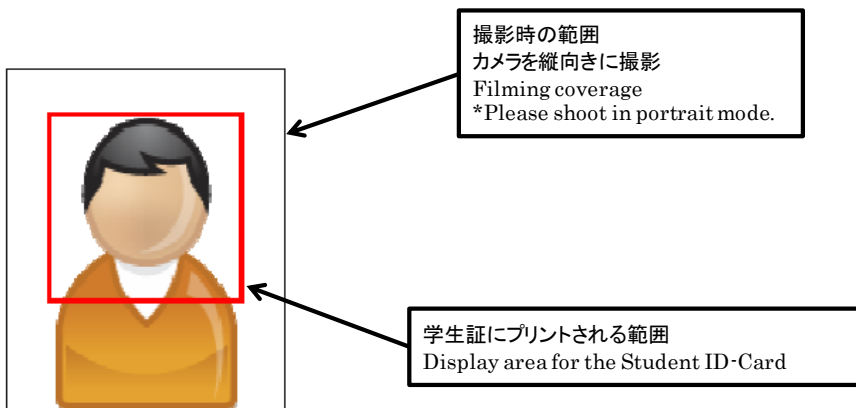 撮影時の範囲
カメラを縦向きに撮影
Filming coverage
*Please shoot in portrait mode.
学生証にプリントされる範囲
Display area for the Student ID-Card